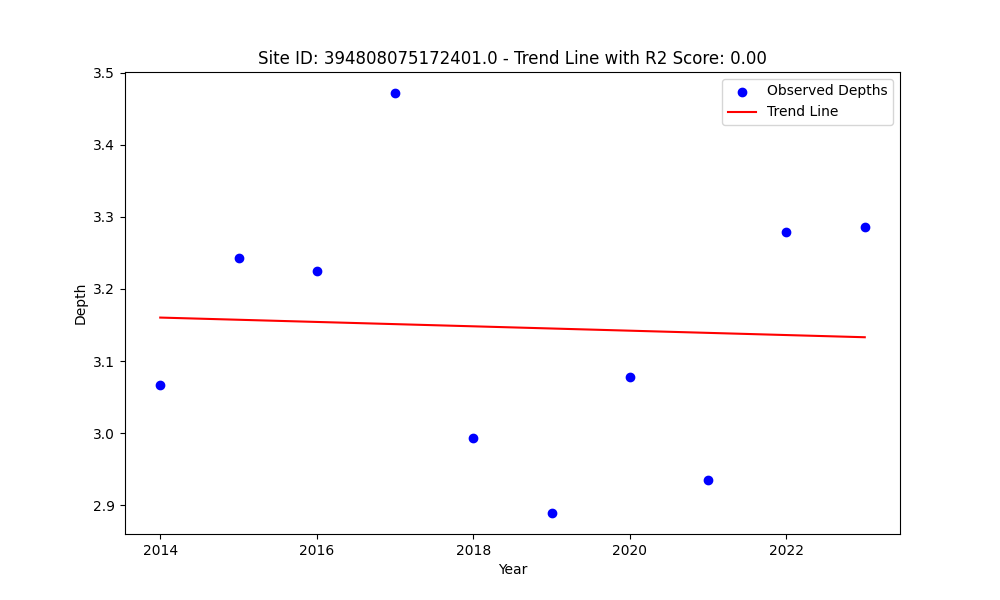 Site ID: 394808075172401.0 - Trend Line with R2 Score: 0.00
Observed Depths
Trend Line
3.5
3.4
3.3
3.2
3.1
3.0
2.9
Depth
2014 2016 2018 2020 2022
Year